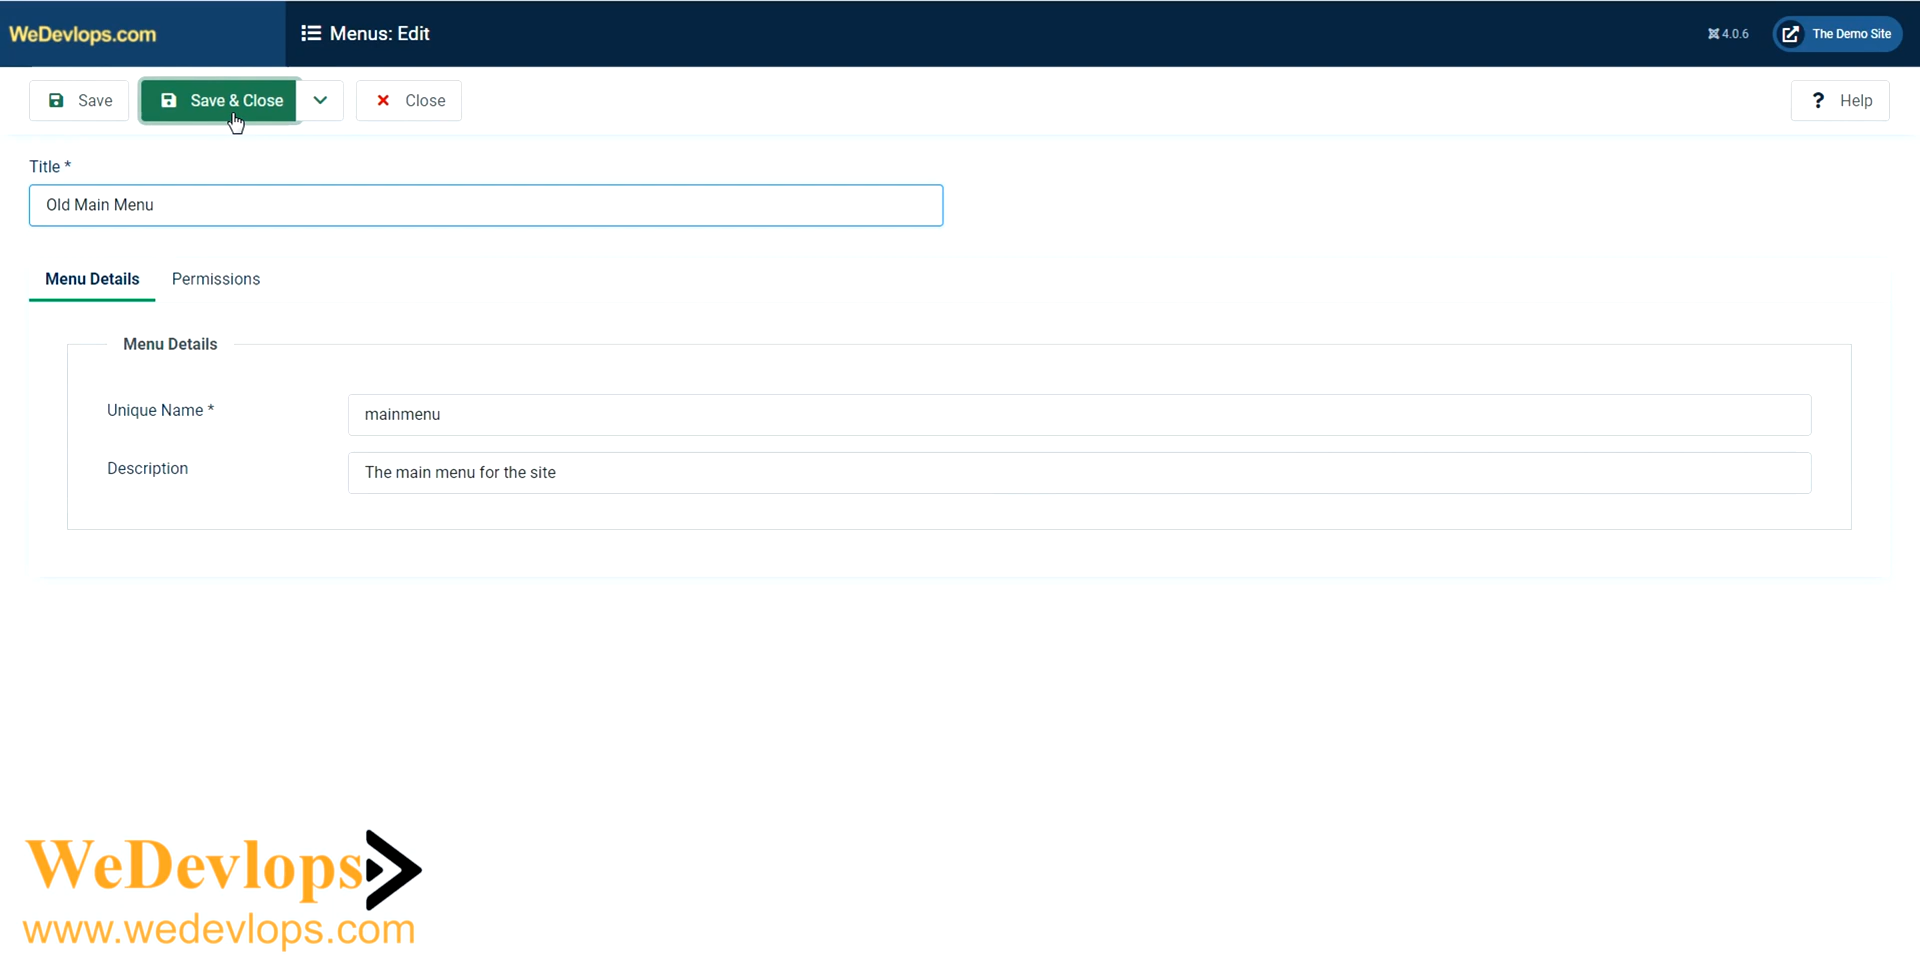 WeDevlops.com
Menus: Edit
4.0.6
The Demo Site
Save
Save & Close
Close
? Help
Title *
Old Main Menu
Menu Details
Permissions
Menu Details
Unique Name *
mainmenu
Description
The main menu for the site
WeDevlops
www.wedevlops.com